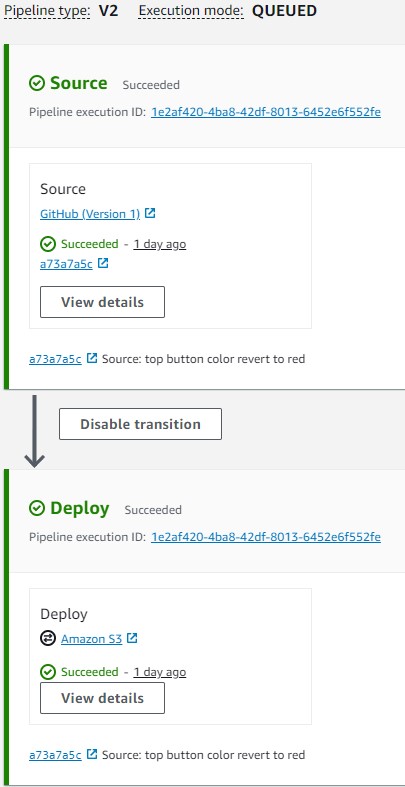 Pipeline type: V2 Execution mode: QUEUED
Source Succeeded
Pipeline execution ID: 1e2af420-4ba8-42df-8013-6452e6f552fe
Source
GitHub (Version 1)
Succeeded - 1 day ago
a73a7a5c
View details
a73a7a5c Source: top button color revert to red
Disable transition
Deploy Succeeded
Pipeline execution ID: 1e2af420-4ba8-42df-8013-6452e6f552fe
Deploy
Amazon S3
Succeeded - 1 day ago
View details
a73a7a5c Source: top button color revert to red